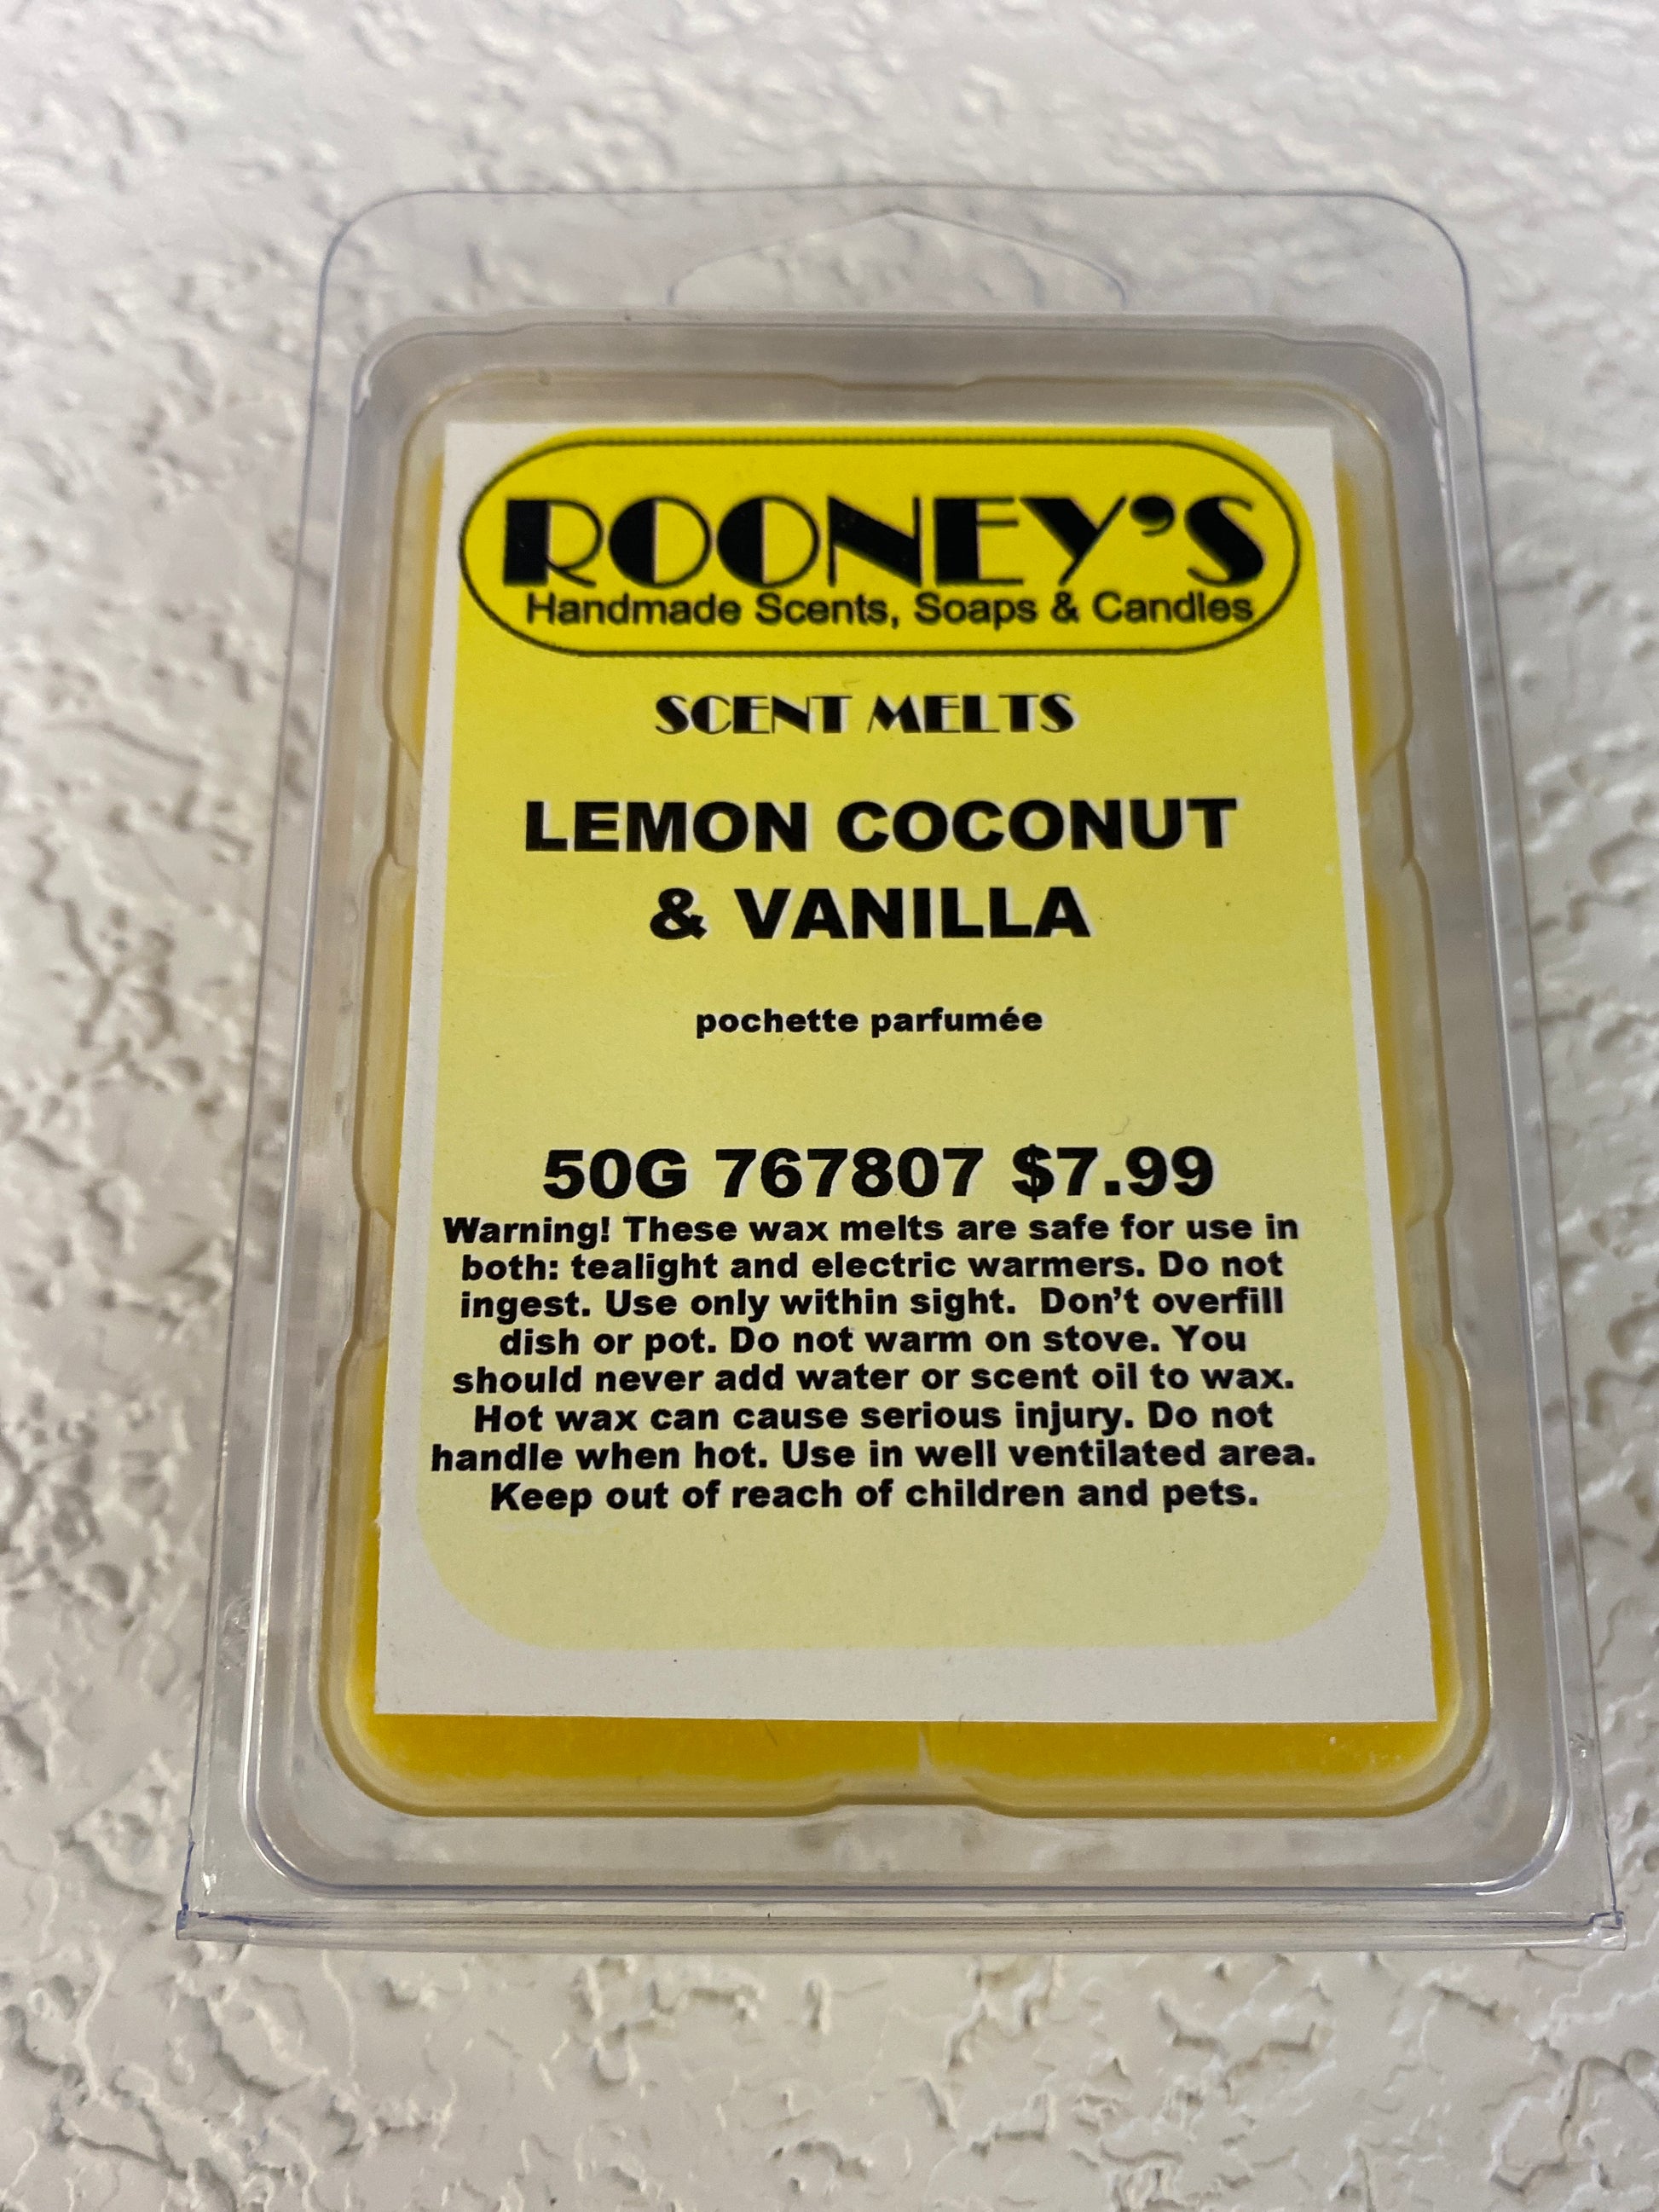 ROONEY'S
Handmade Scents, Soaps & Candles
SCENT MELTS
LEMON COCONUT
& VANILLA
pochette parfumée
50G 767807 $7.99
Warning! These wax melts are safe for use in
both: tealight and electric warmers. Do not
ingest. Use only within sight.  Don't overfill
dish or pot. Do not warm on stove. You
should never add water or scent oil to wax.
Hot wax can cause serious injury. Do not
handle when hot. Use in well ventilated area.
Keep out of reach of children and pets.